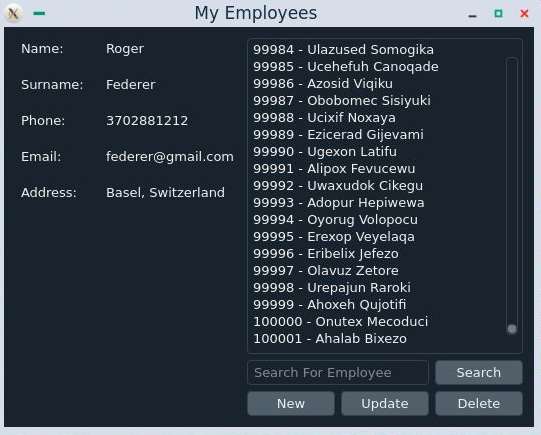 My Employees
Name: Roger
Surname: Federer
Phone: 3702881212
Email: federer@gmail.com
Address: Basel, Switzerland
99984 - Ulazused Somogika
99985 - Ucehefuh Canoqade
99986 - Azosid Viqiku
99987 - Obobomec Sisiyuki
99988 - Ucixif Noxaya
99989 - Ezicerad Gijevami
99990 - Ugexon Latifu
99991 - Alipox Fevucewu
99992 - Uwaxudok Cikegu
99993 - Adopur Hepiwewa
99994 - Oyorug Volopocu
99995 - Erexop Veyelaqa
99996 - Eribelix Jefezo
99997 - Olavuz Zetore
99998 - Urepajun Raroki
99999 - Ahoxeh Qujotifi
100000 - Onutex Mecoduci
100001 - Ahalab Bixezo
Search For Employee
Search
New
Update
Delete